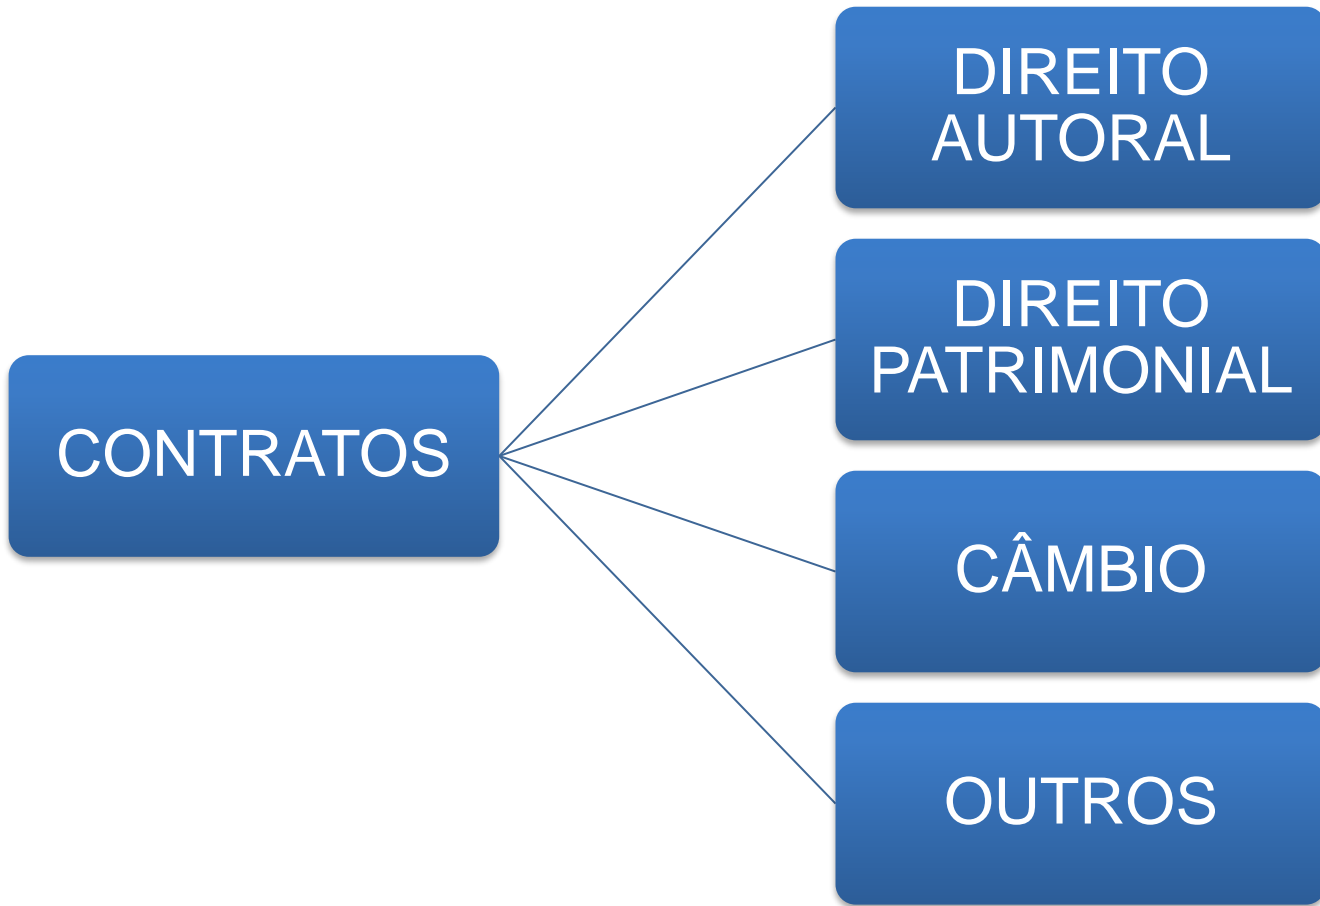 DIREITO
AUTORAL
DIREITO
PATRIMONIAL
CONTRATOS
CÂMBIO
OUTROS